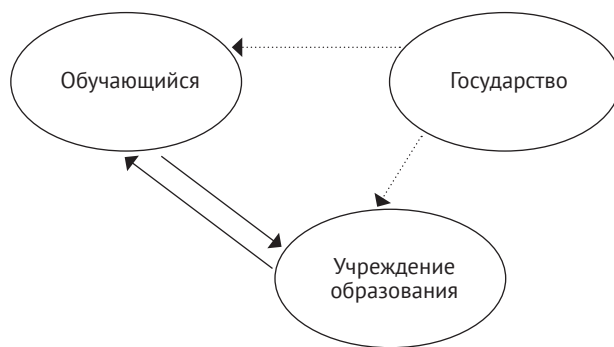 Обучающийся
Государство
Учреждение
образования